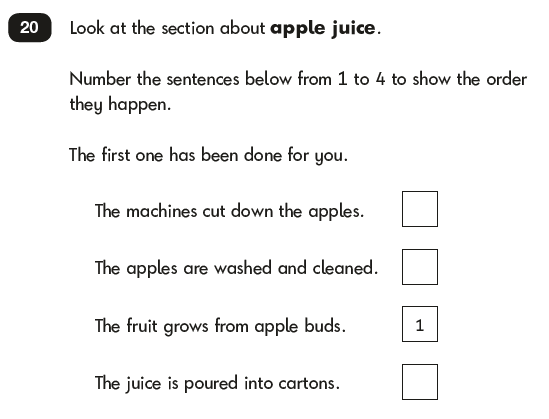 20 Look at the section about apple juice.
Number the sentences below from 1 to 4 to show the order
they happen.
The first one has been done for you.
The machines cut down the apples.
The apples are washed and cleaned.
The fruit grows from apple buds. 1
The juice is poured into cartons.